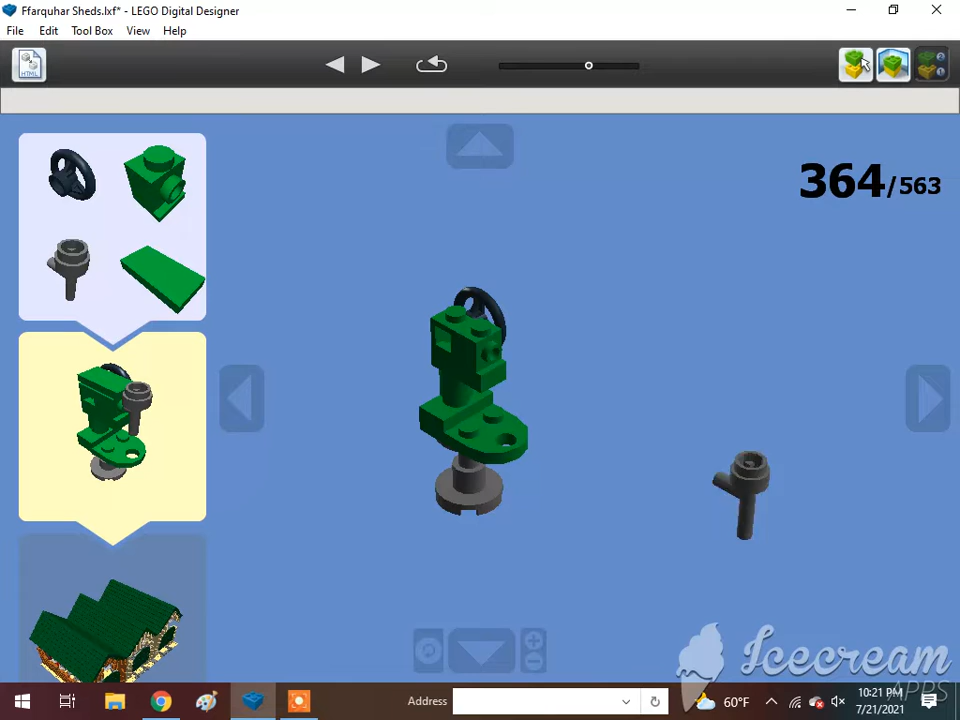 Ffarquhar Sheds.lxf* - LEGO Digital Designer
File Edit Tool Box View Help
HTML
364/563
Icecream
APPS
Address
60°F
10:21 PM
7/21/2021